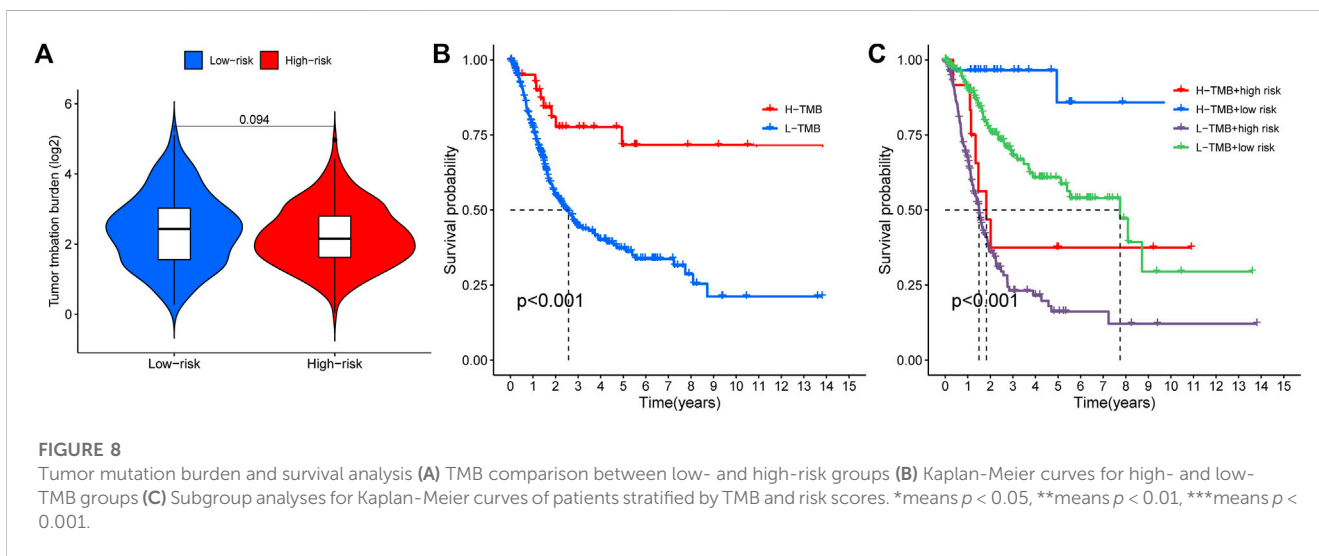 A
Low-risk High-risk
6
4
2
0
Tumor tmbation burden (log2)
0.094
Low-risk High-risk
B
1.00
0.75
0.50
0.25
0.00
Survival probability
H-TMB
L-TMB
p<0.001
0 1 2 3 4 5 6 7 8 9 10 11 12 13 14 15
Time(years)
C
1.00
0.75
0.50
0.25
0.00
Survival probability
H-TMB+high risk
H-TMB+low risk
L-TMB+high risk
L-TMB+low risk
p<0.001
0 1 2 3 4 5 6 7 8 9 10 11 12 13 14 15
Time(years)
FIGURE 8
Tumor mutation burden and survival analysis (A) TMB comparison between low- and high-risk groups (B) Kaplan-Meier curves for high- and low-
TMB groups (C) Subgroup analyses for Kaplan-Meier curves of patients stratified by TMB and risk scores. *means p < 0.05, **means p < 0.01, ***means p <
0.001.